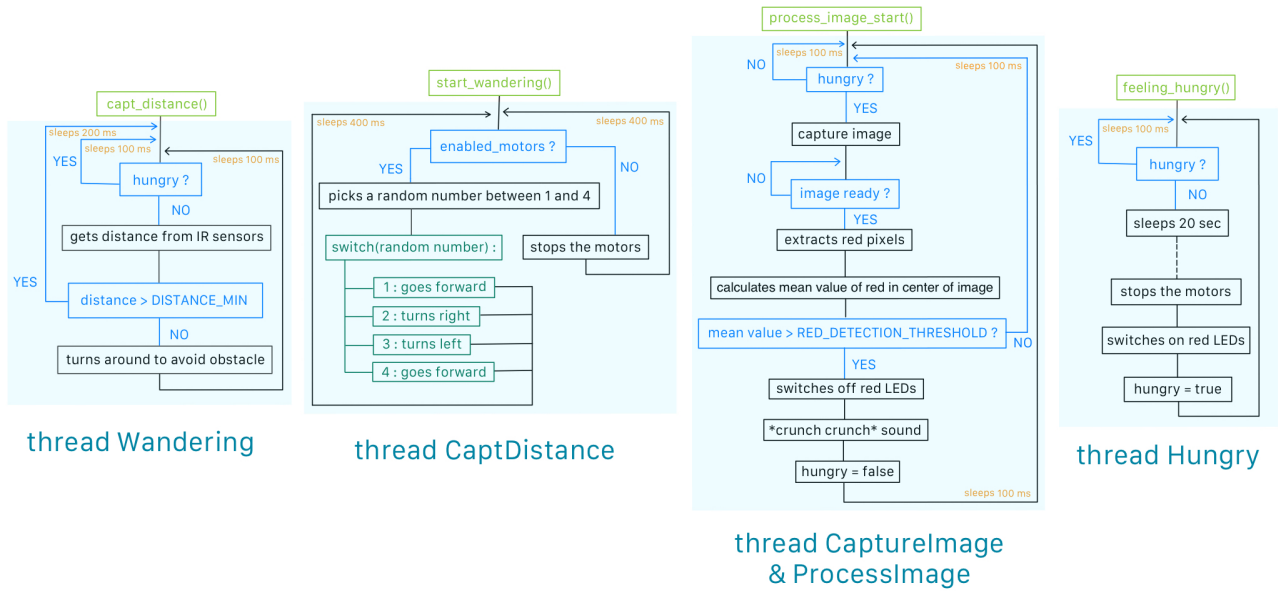 capt_distance()
sleeps 200 ms
sleeps 100 ms
sleeps 100 ms
YES
hungry ?
NO
gets distance from IR sensors
YES
distance > DISTANCE_MIN
NO
turns around to avoid obstacle
thread Wandering
start_wandering()
sleeps 400 ms
sleeps 400 ms
enabled_motors ?
YES
NO
picks a random number between 1 and 4
switch(random number) :
stops the motors
1 : goes forward
2 : turns right
3 : turns left
4 : goes forward
thread CaptDistance
process_image_start()
sleeps 100 ms
NO
sleeps 100 ms
hungry ?
YES
capture image
NO
image ready ?
YES
extracts red pixels
calculates mean value of red in center of image
mean value > RED_DETECTION_THRESHOLD ?
NO
YES
switches off red LEDs
*crunch crunch* sound
hungry = false
sleeps 100 ms
thread CaptureImage
& ProcessImage
feeling_hungry()
sleeps 100 ms
YES
hungry ?
NO
sleeps 20 sec
stops the motors
switches on red LEDs
hungry = true
thread Hungry